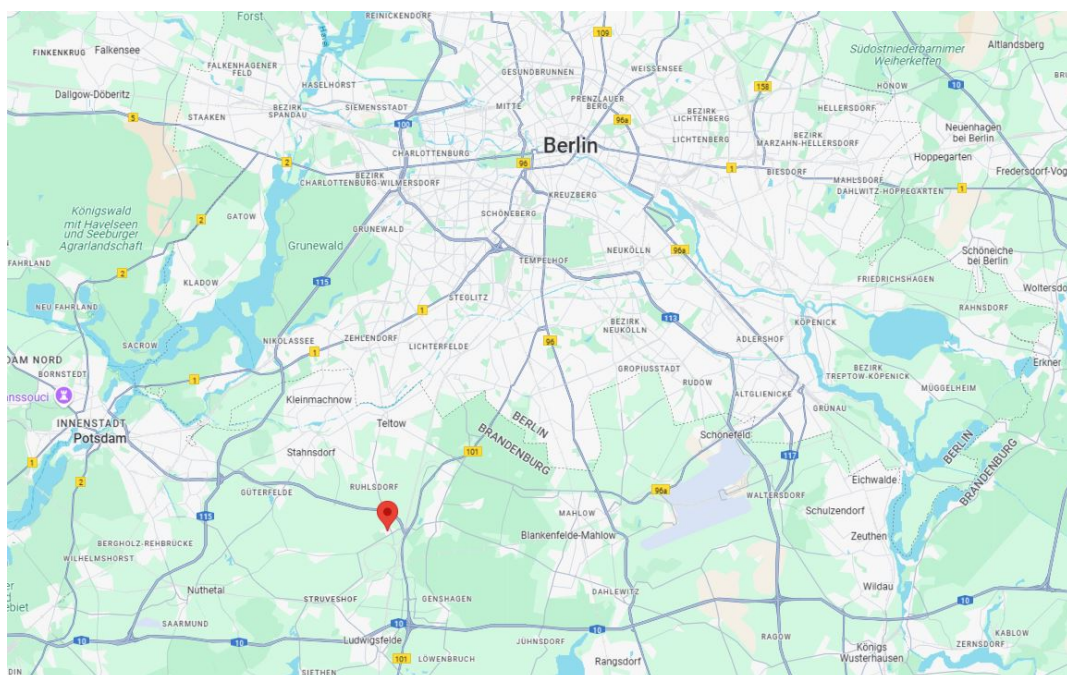 Forst
REINICKENDORF
109
Altlandsberg
FINKENKRUG
Falkensee
FALKENHAGENER
FELD
HASELHORST
GESUNDBRUNNEN
WEISSENSEE
Südostniederbarnimer
Weiherketten
HÖNOW
10
Dallgow-Döberitz
BEZIRK
SPANDAU
SIEMENSSTADT
MITTE
PRENZLAUER
BERG
158
HELLERSDORF
5
STAAKEN
100
96a
BEZIRK
LICHTENBERG
LICHTENBERG
BEZIRK
MARZAHN-HELLERSDORF
Neuenhagen
bei Berlin
2
CHARLOTTENBURG
96
Berlin
Hoppegarten
BEZIRK
CHARLOTTENBURG-WILMERSDORF
1
BIESDORF
MAHLSDORF
Fredersdorf-Vog
KREUZBERG
DAHLWITZ-HOPPEGARTEN
1
Königswald
mit Havelseen
und Seeburger
Agrarlandschaft
2
GATOW
SCHÖNEBERG
GRUNEWALD
Grunewald
NEUKÖLLN
96a
Schöneiche
bei Berlin
FAHRLAND
2
KLADOW
115
TEMPELHOF
FRIEDRICHSHAGEN
Woltersdo
NEU FAHRLAND
STEGLITZ
1
113
BEZIRK
NEUKÖLLN
RAHNSDORF
KÖPENICK
SACROW
NIKOLASSEE
ZEHLENDORF
LICHTERFELDE
96
ADLERSHOF
DAM NORD
BORNSTEDT
1
1
GROPIUSSTADT
RUDOW
BEZIRK
TREPTOW-KÖPENICK
Erkner
MÜGGELHEIM
anssouci
Kleinmachnow
ALTGLIENICKE
GRÜNAU
INNENSTADT
Potsdam
Teltow
BERLIN
BRANDENBURG
Schönefeld
BERLIN
BRANDENBURG
1
Stahnsdorf
101
117
2
GÜTERFELDE
RUHLSDORF
96a
WALTERSDORF
Eichwalde
115
MAHLOW
Schulzendorf
BERGHOLZ-REHBRÜCKE
Blankenfelde-Mahlow
Zeuthen
WILHELMSHORST
Nuthetal
STRUVESHOF
GENSHAGEN
DAHLEWITZ
Wildau
10
ebiet
SAARMUND
10
10
Ludwigsfelde
10
JÜHNSDORF
10
RAGOW
KABLOW
ZERNSDORF
101
LÖWENBRUCH
SIETHEN
Rangsdorf
Königs
Wusterhausen